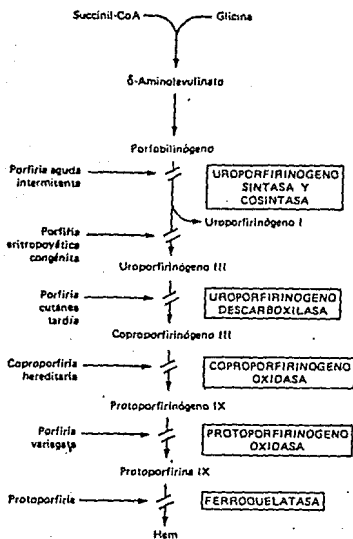 Succinil-CoA
Glicina
δ-Aminolevulinato
Porfobilinógeno
Porfiria aguda
intermitente
UROPORFIRINOGENO
SINTASA Y
COSINTASA
Uroporfirinógeno I
Porfiria
eritropoyética
congénita
Uroporfirinógeno III
Porfiria
cutánea
tardía
UROPORFIRINOGENO
DESCARBOXILASA
Coproporfirinógeno III
Coproporfiria
hereditaria
COPROPORFIRINOGENO
OXIDASA
Protoporfirinógeno IX
Porfiria
variegata
PROTOPORFIRINOGENO
OXIDASA
Protoporfirina IX
Protoporfiria
FERROQUELATASA
Hem